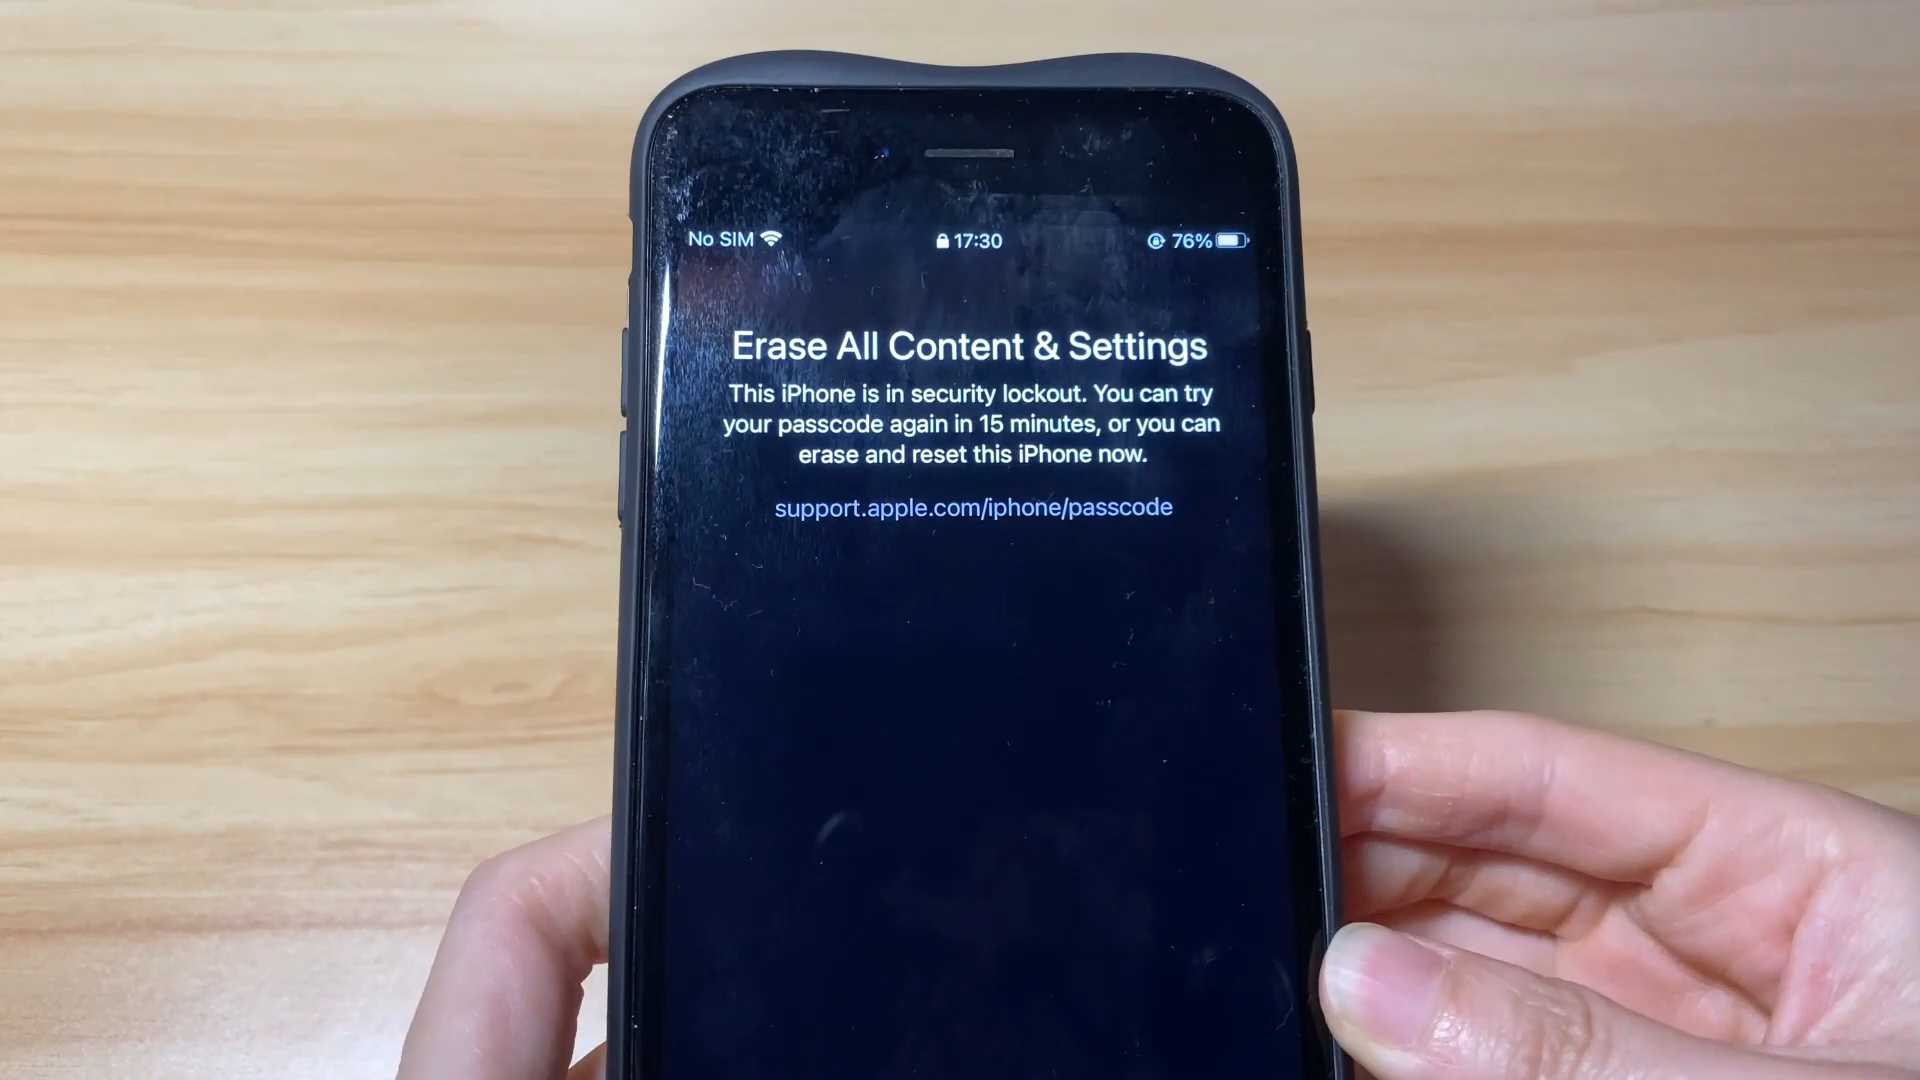 No SIM 17:30 76%
Erase All Content & Settings
This iPhone is in security lockout. You can try
your passcode again in 15 minutes, or you can
erase and reset this iPhone now.
support.apple.com/iphone/passcode